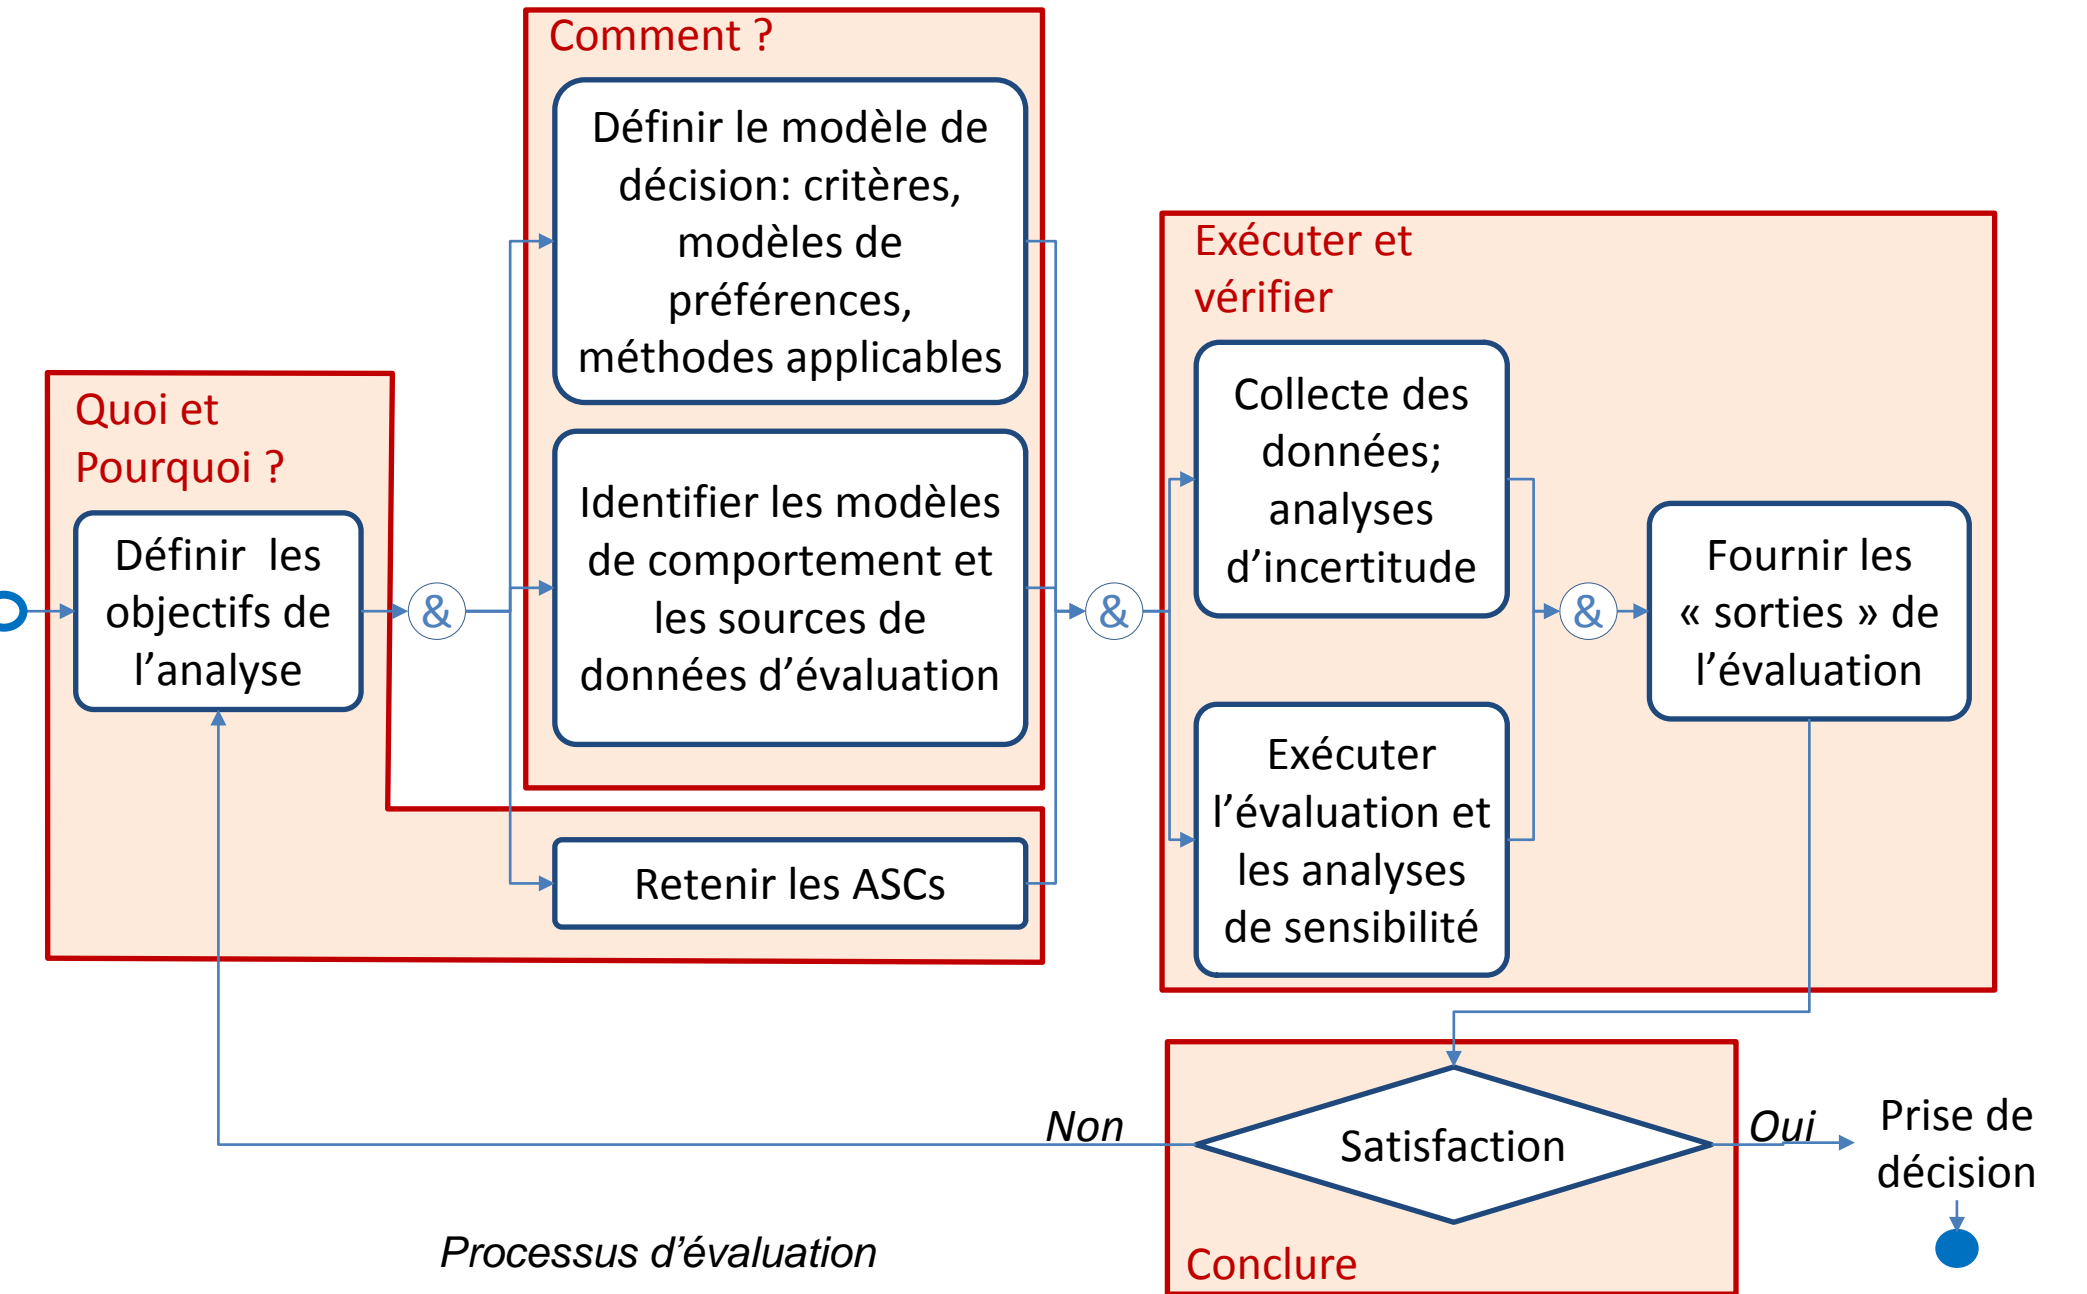 Comment ?
Définir le modèle de
décision: critères,
modèles de
préférences,
méthodes applicables
Identifier les modèles
de comportement et
les sources de
données d’évaluation
Quoi et
Pourquoi ?
Définir  les
objectifs de
l’analyse
&
Retenir les ASCs
&
Exécuter et
vérifier
Collecte des
données;
analyses
d’incertitude
Exécuter
l’évaluation et
les analyses
de sensibilité
&
Fournir les
« sorties » de
l’évaluation
Non
Satisfaction
Oui
Prise de
décision
Conclure
Processus d’évaluation